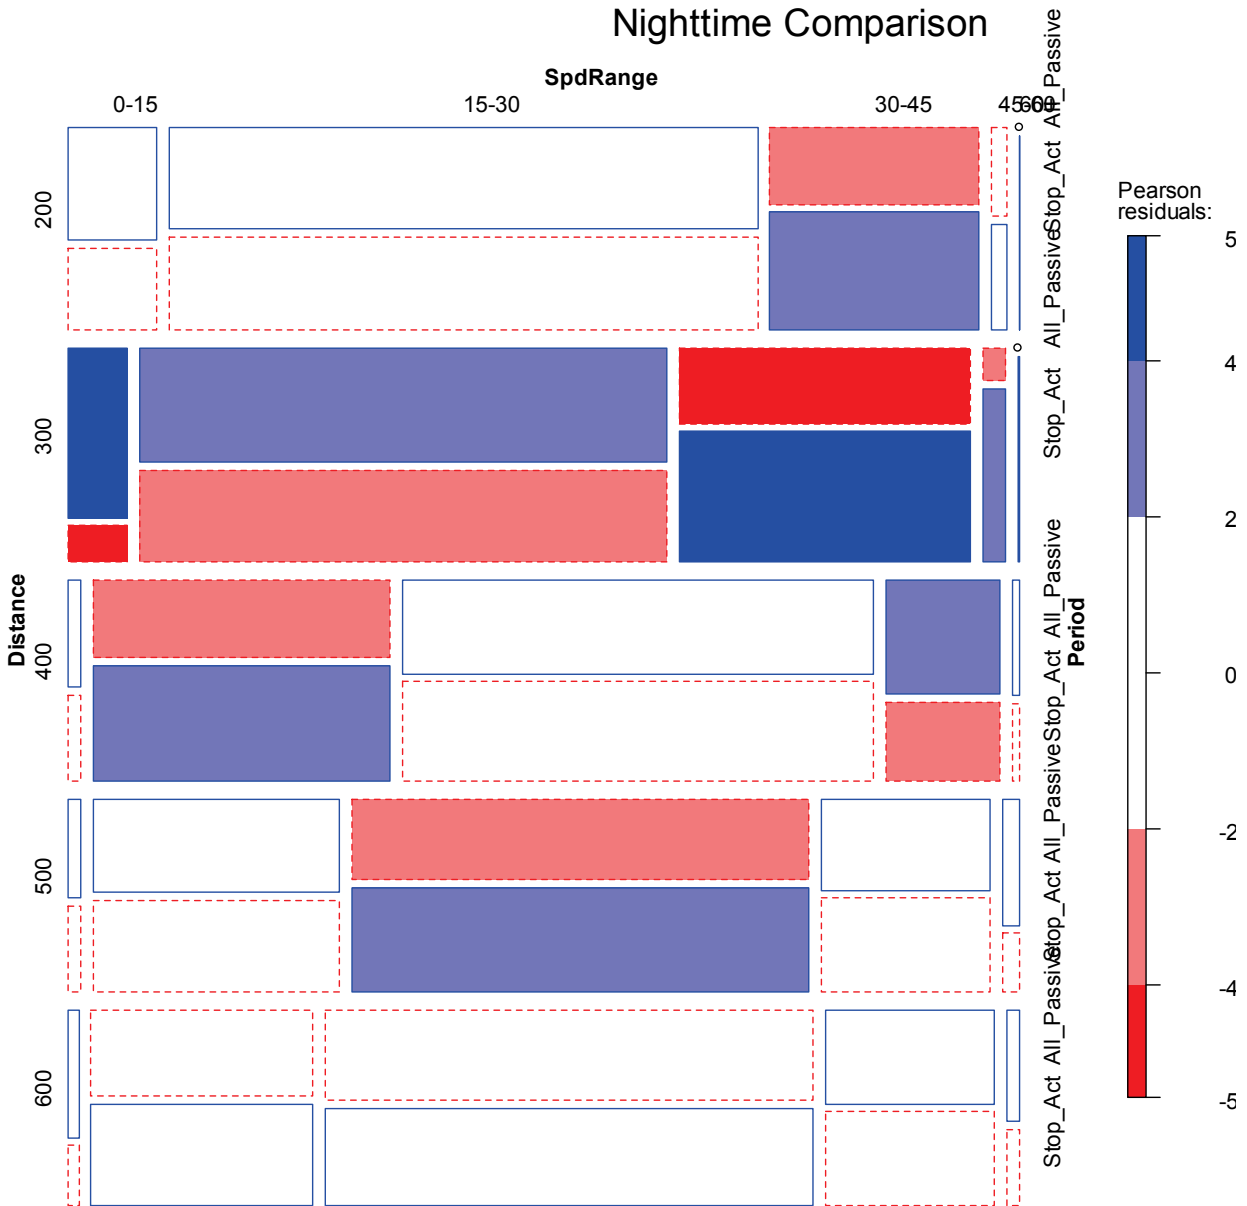 Nighttime Comparison
SpdRange
0-15 15-30 30-45 45-60 60
Distance
200
300
400
500
600
All_Passive
Stop_Act
All_Passive
Stop_Act
All_Passive
Stop_Act
All_Passive
Stop_Act
All_Passive
Stop_Act
Period
Pearson
residuals:
5
4
2
0
-2
-4
-5